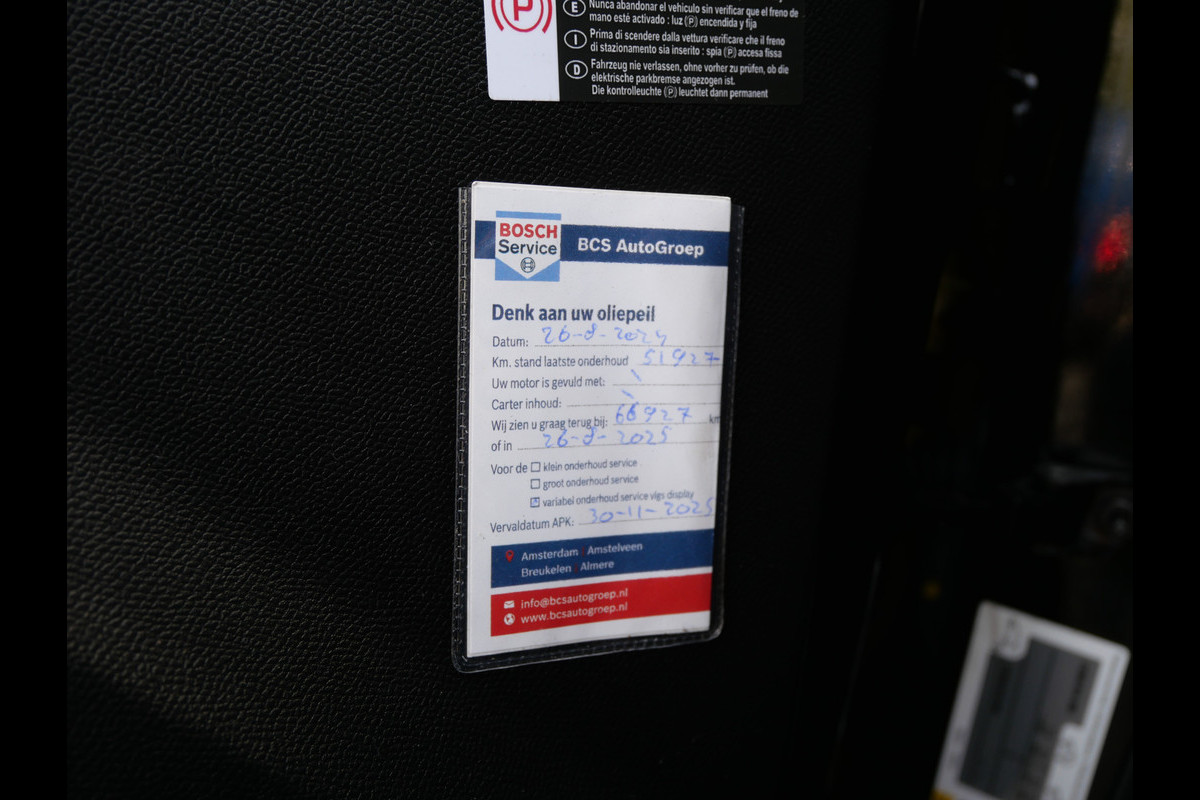 P
E Nunca abandonar el vehiculo sin verificar que el freno de
mano esté activado : luz (P) encendida y fija
I Prima di scendere dalla vettura verificare che il freno
di stazionamento sia inserito : spia (P) accesa fissa
D Fahrzeug nie verlassen, ohne vorher zu prüfen, ob die
elektrische parkbremse angezogen ist.
Die kontrolleuchte (P) leuchtet dann permanent
BOSCH
Service
BCS AutoGroep
Denk aan uw oliepeil
Datum: 26-8-2024
Km. stand laatste onderhoud 51927
Uw motor is gevuld met:
Carter inhoud:
Wij zien u graag terug bij: 66927 km
of in 26-8-2025
Voor de klein onderhoud service
groot onderhoud service
variabel onderhoud service vlgs display
Vervaldatum APK: 30-11-2025
Amsterdam Amstelveen
Breukelen Almere
info@bcsautogroep.nl
www.bcsautogroep.nl